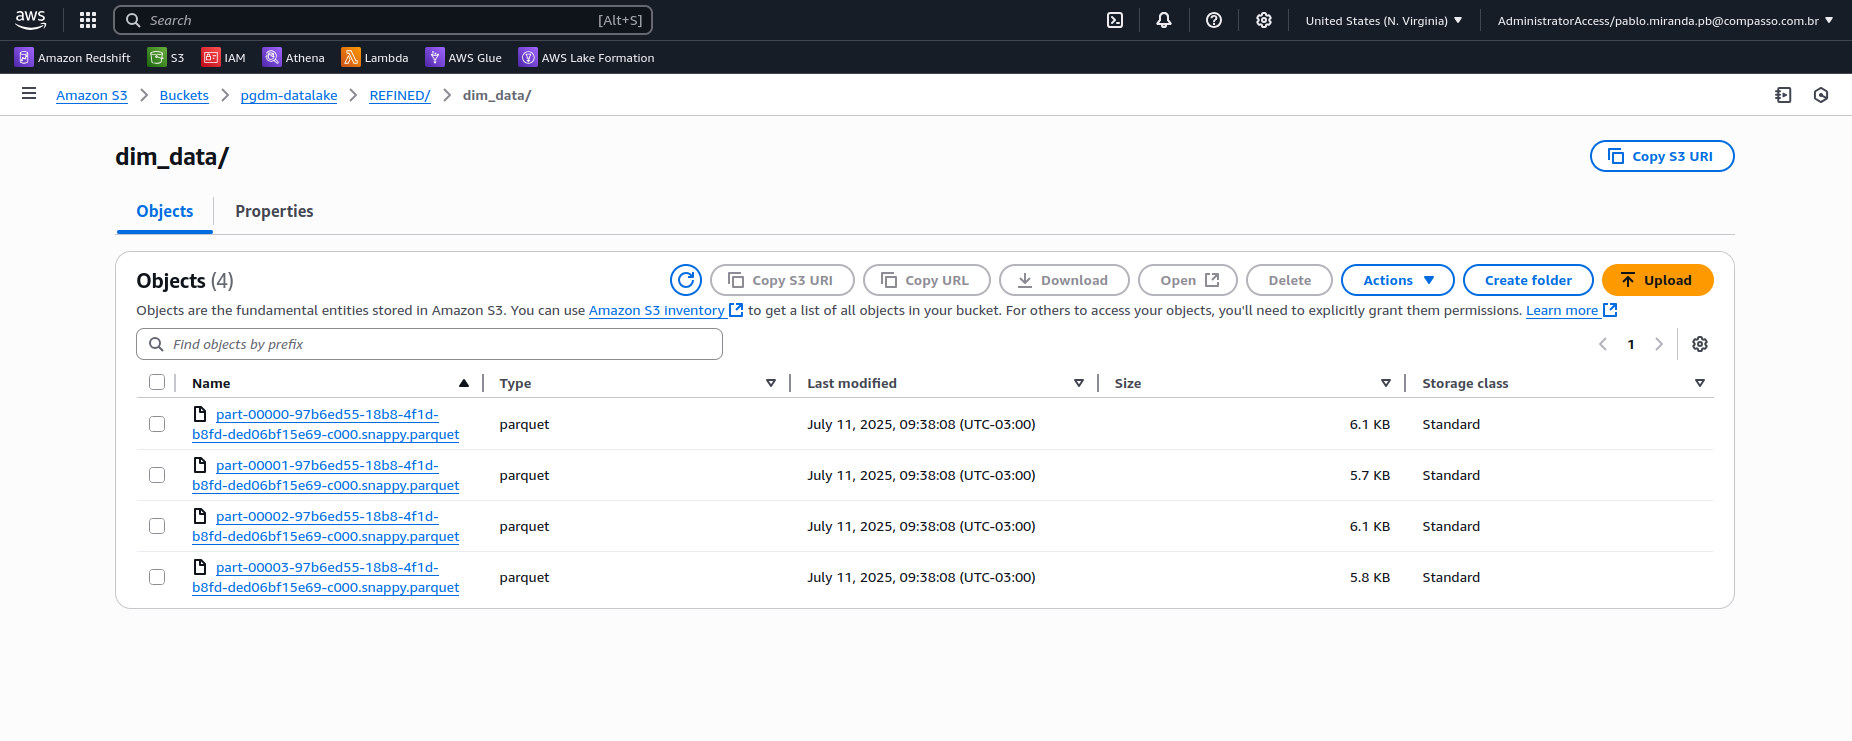 aws
Search [Alt+S]
United States (N. Virginia)
AdministratorAccess/pablo.miranda.pb@compasso.com.br
Amazon Redshift S3 IAM Athena Lambda AWS Glue AWS Lake Formation
Amazon S3 > Buckets > pgdm-datalake > REFINED/ > dim_data/
dim_data/
Copy S3 URI
Objects Properties
Objects (4)
Copy S3 URI Copy URL Download Open Delete Actions Create folder Upload
Objects are the fundamental entities stored in Amazon S3. You can use Amazon S3 inventory to get a list of all objects in your bucket. For others to access your objects, you'll need to explicitly grant them permissions. Learn more
Find objects by prefix
1
Name Type Last modified Size Storage class
part-00000-97b6ed55-18b8-4f1d-
b8fd-ded06bf15e69-c000.snappy.parquet
parquet July 11, 2025, 09:38:08 (UTC-03:00) 6.1 KB Standard
part-00001-97b6ed55-18b8-4f1d-
b8fd-ded06bf15e69-c000.snappy.parquet
parquet July 11, 2025, 09:38:08 (UTC-03:00) 5.7 KB Standard
part-00002-97b6ed55-18b8-4f1d-
b8fd-ded06bf15e69-c000.snappy.parquet
parquet July 11, 2025, 09:38:08 (UTC-03:00) 6.1 KB Standard
part-00003-97b6ed55-18b8-4f1d-
b8fd-ded06bf15e69-c000.snappy.parquet
parquet July 11, 2025, 09:38:08 (UTC-03:00) 5.8 KB Standard